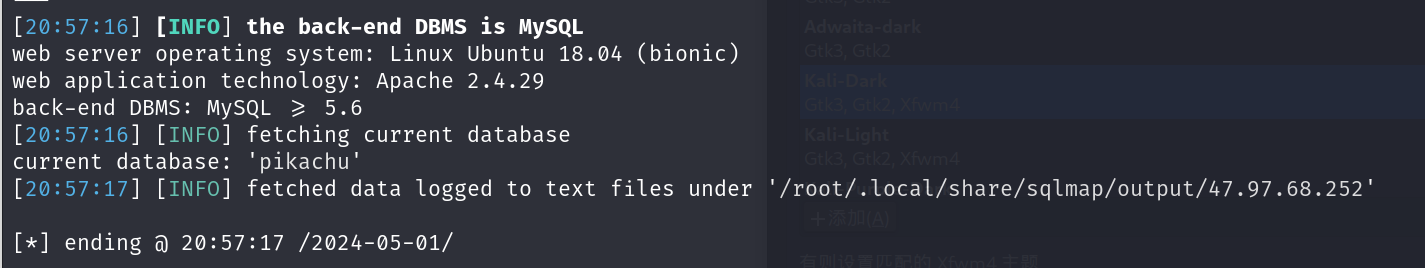 [20:57:16] [INFO] the back-end DBMS is MySQL
web server operating system: Linux Ubuntu 18.04 (bionic)
web application technology: Apache 2.4.29
back-end DBMS: MySQL ≥ 5.6
[20:57:16] [INFO] fetching current database
current database: 'pikachu'
[20:57:17] [INFO] fetched data logged to text files under '/root/.local/share/sqlmap/output/47.97.68.252'
[*] ending @ 20:57:17 /2024-05-01/
Adwaita-dark
Gtk3, Gtk2
Kali-Dark
Gtk3, Gtk2, Xfwm4
Kali-Light
Gtk3, Gtk2, Xfwm4
+添加(A)